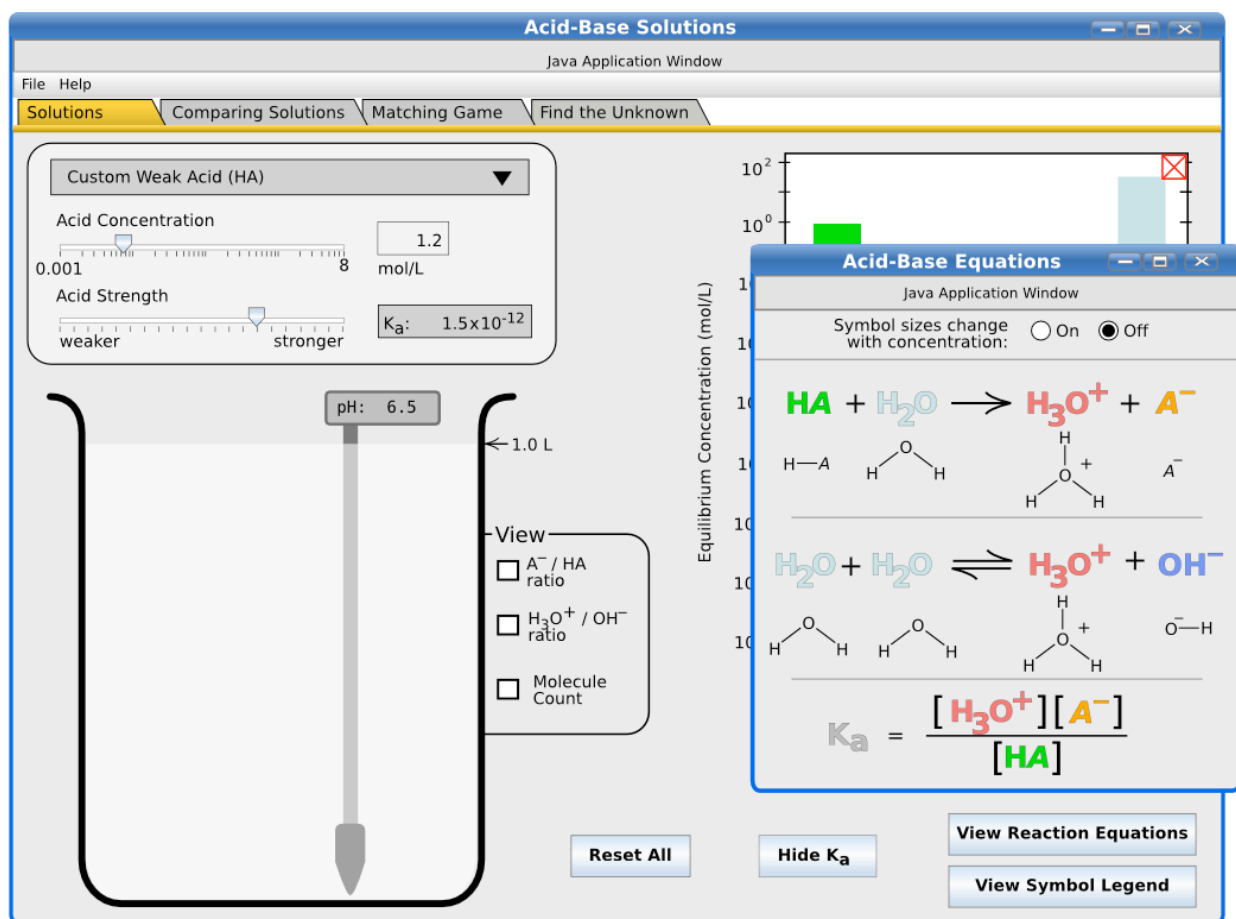 Acid-Base Solutions
Java Application Window
File Help
Solutions Comparing Solutions Matching Game Find the Unknown
Custom Weak Acid (HA)
Acid Concentration
1.2
0.001 8 mol/L
Acid Strength
Kₐ: 1.5x10⁻¹²
weaker stronger
pH: 6.5
1.0 L
View
A⁻ / HA
ratio
H₃O⁺ / OH⁻
ratio
Molecule
Count
10²
10⁰
Equilibrium Concentration (mol/L)
Acid-Base Equations
Java Application Window
Symbol sizes change
with concentration: On Off
HA + H₂O → H₃O⁺ + A⁻
H—A H O H H O H H + A⁻
H₂O + H₂O ⇌ H₃O⁺ + OH⁻
H O H H O H H O H H + O⁻—H
Kₐ = [H₃O⁺][A⁻]
[HA]
Reset All
Hide Kₐ
View Reaction Equations
View Symbol Legend